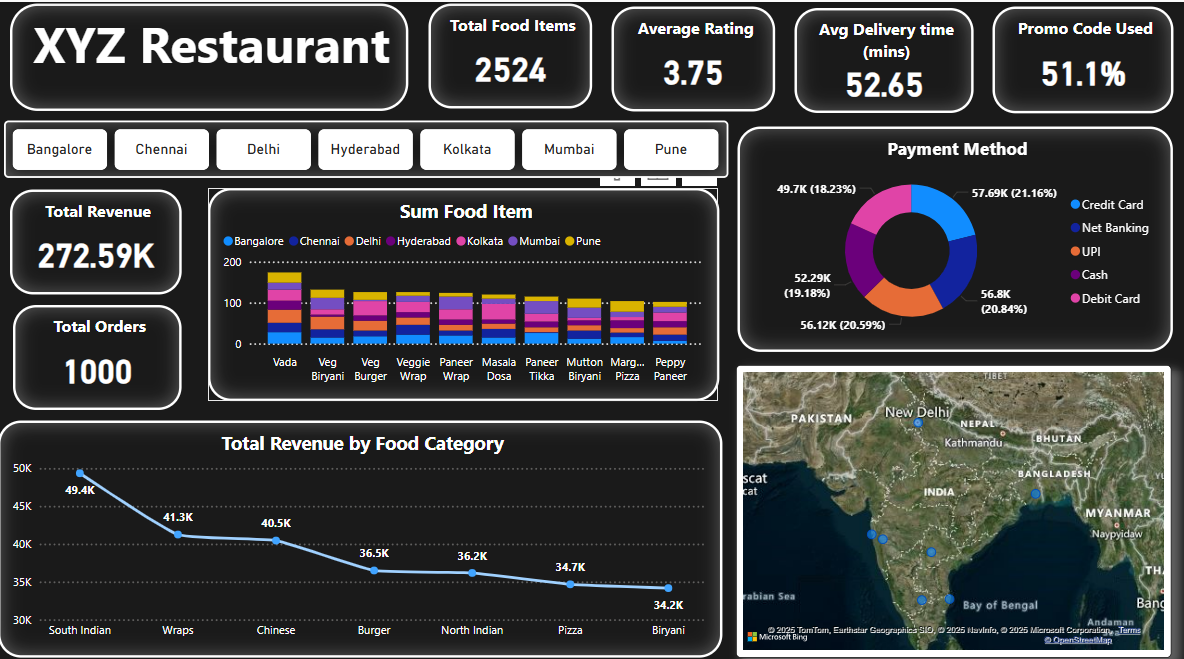 XYZ Restaurant
Total Food Items
2524
Average Rating
3.75
Avg Delivery time
(mins)
52.65
Promo Code Used
51.1%
Bangalore
Chennai
Delhi
Hyderabad
Kolkata
Mumbai
Pune
Total Revenue
272.59K
Total Orders
1000
Sum Food Item
Bangalore Chennai Delhi Hyderabad Kolkata Mumbai Pune
200
100
0
Vada
Veg
Biryani
Veg
Burger
Veggie
Wrap
Paneer
Wrap
Masala
Dosa
Paneer
Tikka
Mutton
Biryani
Marg...
Pizza
Peppy
Paneer
Payment Method
49.7K (18.23%)
57.69K (21.16%)
52.29K
(19.18%)
56.8K
(20.84%)
56.12K (20.59%)
Credit Card
Net Banking
UPI
Cash
Debit Card
Total Revenue by Food Category
50K
45K
40K
35K
30K
49.4K
41.3K
40.5K
36.5K
36.2K
34.7K
34.2K
South Indian
Wraps
Chinese
Burger
North Indian
Pizza
Biryani
TIBET
PAKISTAN
New Delhi
NEPAL
Kathmandu
BHUTAN
BANGLADESH
scat
cat
INDIA
MYANMAR
Naypyidaw
THA
Bang
rabian Sea
Bay of Bengal
Andaman
Sea
Microsoft Bing
© 2025 TomTom, Earthstar Geographics SIO, © 2025 NavInfo, © 2025 Microsoft Corporation, Terms
© OpenStreetMap